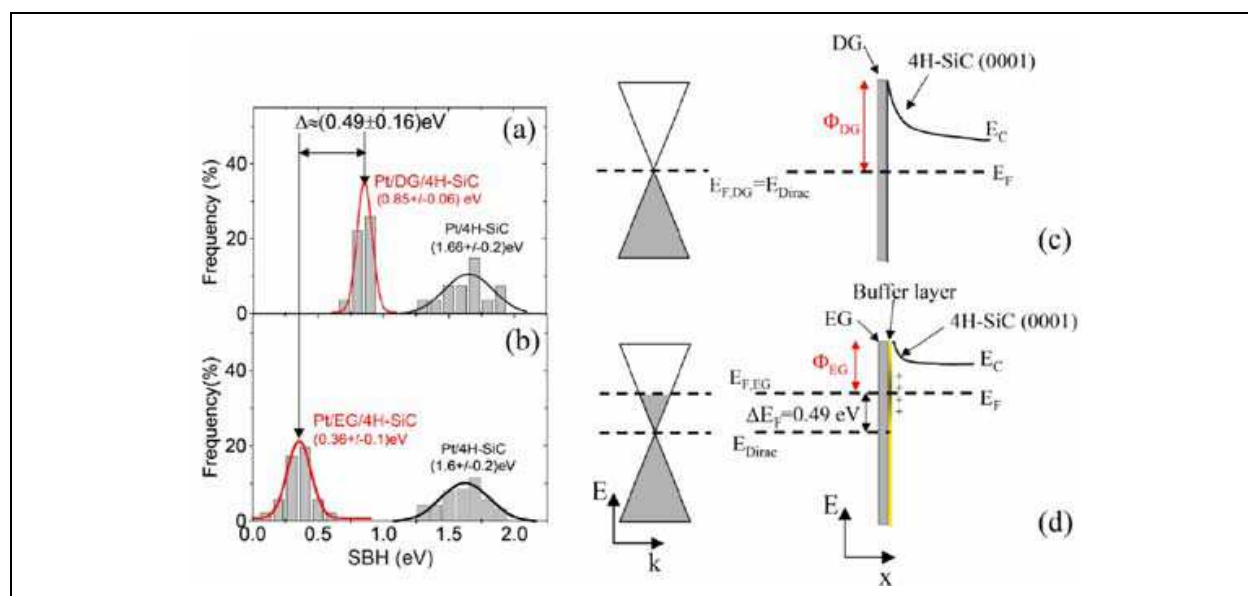 Δ≈(0.49±0.16)eV
(a)
Pt/DG/4H-SiC
(0.85+/-0.06) eV
Pt/4H-SiC
(1.66+/-0.2)eV
Frequency (%)
40
20
0
(b)
Pt/EG/4H-SiC
(0.36+/-0.1)eV
Pt/4H-SiC
(1.6+/-0.2)eV
Frequency(%)
40
20
0
0.0 0.5 1.0 1.5 2.0
SBH (eV)
DG
4H-SiC (0001)
Φ_DG
E_C
E_F,DG=E_Dirac
E_F
(c)
Buffer layer
EG
4H-SiC (0001)
Φ_EG
E_C
E_F,EG
E_F
ΔE_F=0.49 eV
E_Dirac
E
k
E
x
(d)